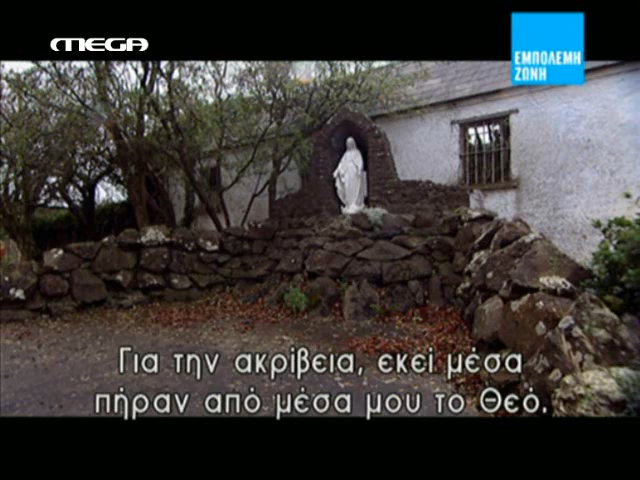 MEGA
ΕΜΠΟΛΕΜΗ
ΖΩΝΗ
Για την ακρίβεια, εκεί μέσα
πήραν από μέσα μου το Θεό.